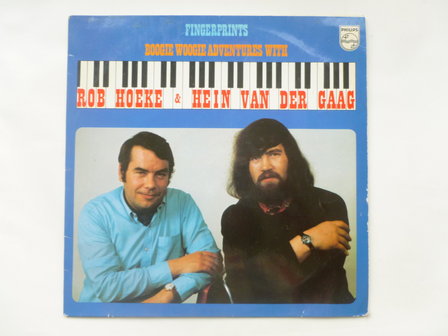 FINGERPRINTS
PHILIPS
BOOGIE WOOGIE ADVENTURES WITH
ROB HOEKE & HEIN VAN DER GAAG